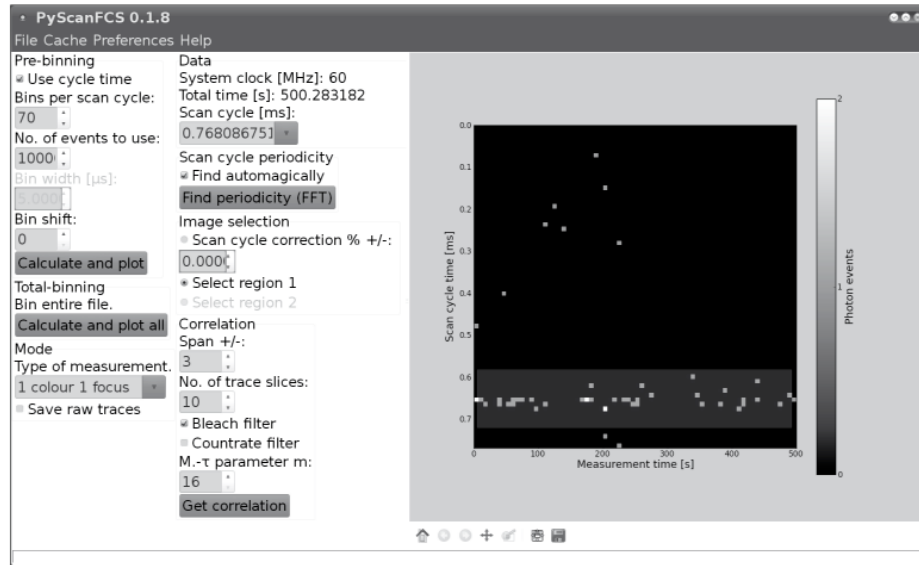 PyScanFCS 0.1.8
File Cache Preferences Help
Pre-binning
Use cycle time
Bins per scan cycle:
70
No. of events to use:
1000
Bin width [µs]:
5.000
Bin shift:
0
Calculate and plot
Total-binning
Bin entire file.
Calculate and plot all
Mode
Type of measurement.
1 colour 1 focus
Save raw traces
Data
System clock [MHz]: 60
Total time [s]: 500.283182
Scan cycle [ms]:
0.768086751
Scan cycle periodicity
Find automagically
Find periodicity (FFT)
Image selection
Scan cycle correction % +/-:
0.000
Select region 1
Select region 2
Correlation
Span +/-:
3
No. of trace slices:
10
Bleach filter
Countrate filter
M.-τ parameter m:
16
Get correlation
Scan cycle time [ms]
0.0
0.1
0.2
0.3
0.4
0.5
0.6
0.7
0 100 200 300 400 500
Measurement time [s]
2
1
0
Photon events